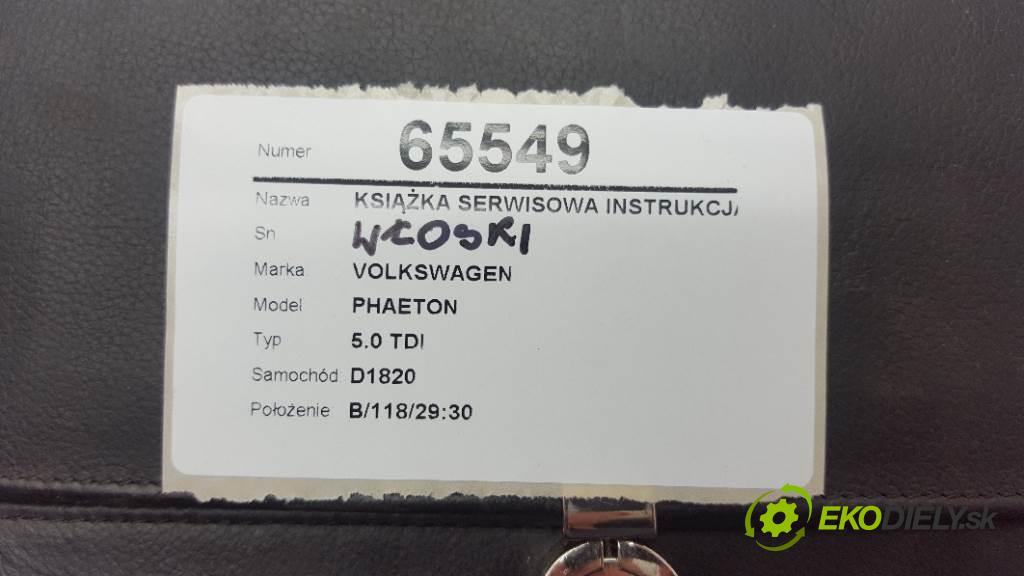 Numer 65549
Nazwa KSIĄŻKA SERWISOWA INSTRUKCJA
Sn WŁOSKI
Marka VOLKSWAGEN
Model PHAETON
Typ 5.0 TDI
Samochód D1820
Położenie B/118/29:30
EKODIELY.sk